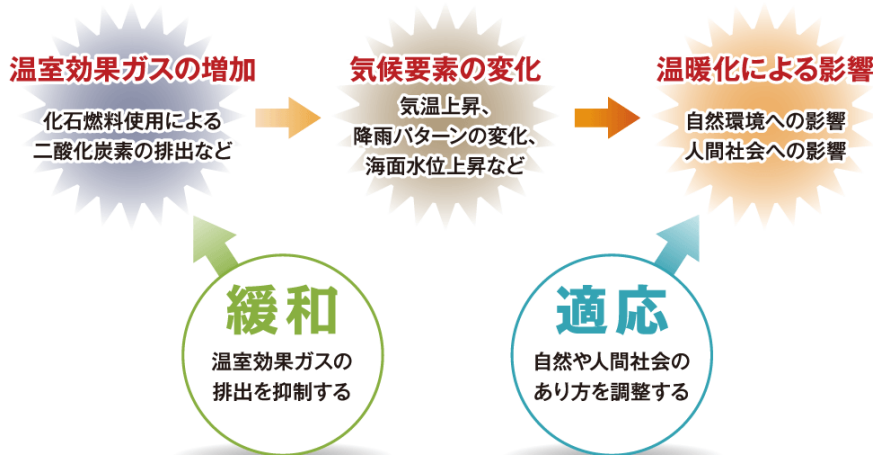 温室効果ガスの増加
化石燃料使用による
二酸化炭素の排出など
気候要素の変化
気温上昇、
降雨パターンの変化、
海面水位上昇など
温暖化による影響
自然環境への影響
人間社会への影響
緩和
温室効果ガスの
排出を抑制する
適応
自然や人間社会の
あり方を調整する